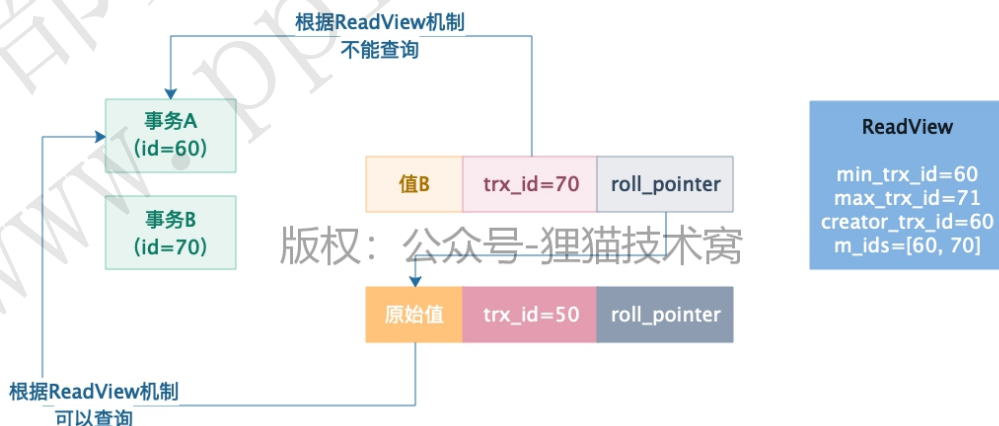 根据ReadView机制
不能查询
事务A
(id=60)
事务B
(id=70)
值B
trx_id=70
roll_pointer
原始值
trx_id=50
roll_pointer
ReadView
min_trx_id=60
max_trx_id=71
creator_trx_id=60
m_ids=[60, 70]
版权：公众号-狸猫技术窝
根据ReadView机制
可以查询
部
www.pp